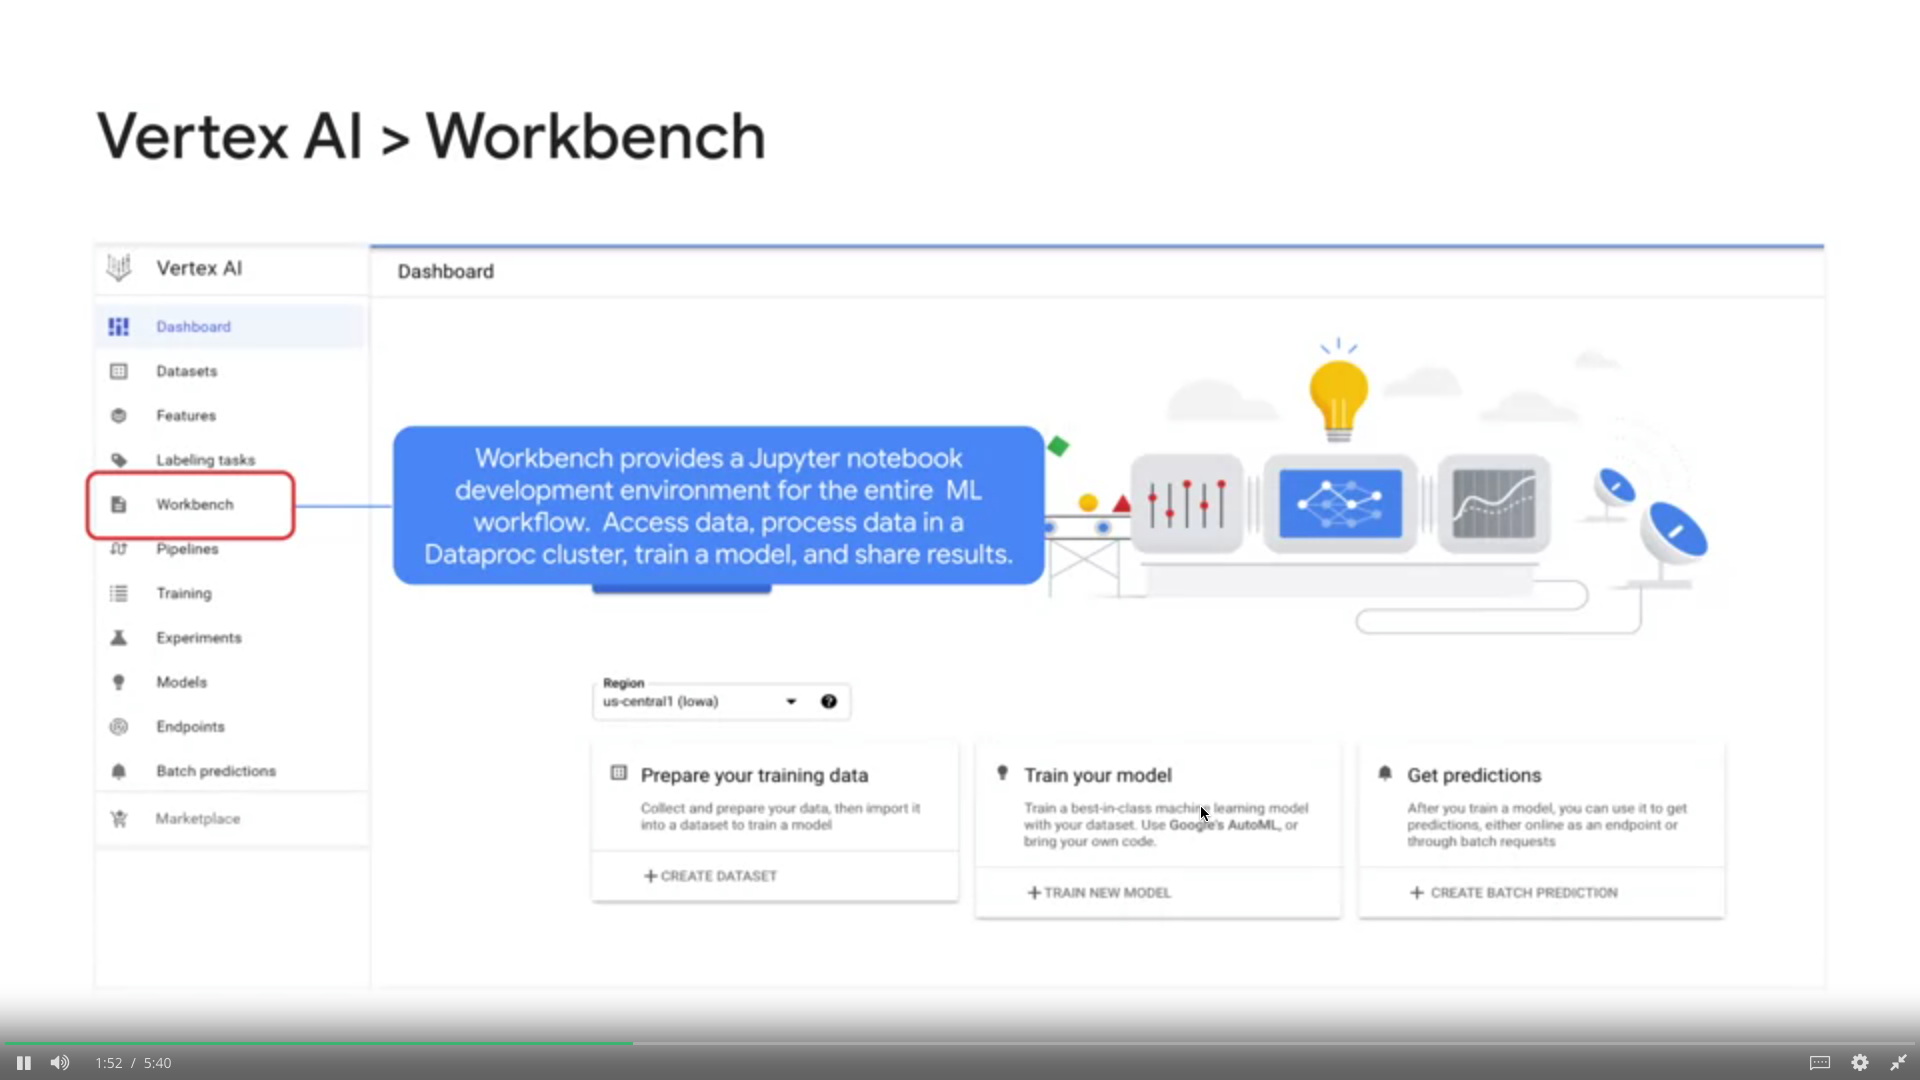 Vertex AI > Workbench
Vertex AI
Dashboard
Dashboard
Datasets
Features
Labeling tasks
Workbench
Pipelines
Training
Experiments
Models
Endpoints
Batch predictions
Marketplace
Workbench provides a Jupyter notebook
development environment for the entire ML
workflow. Access data, process data in a
Dataproc cluster, train a model, and share results.
Region
us-central1 (Iowa)
Prepare your training data
Collect and prepare your data, then import it
into a dataset to train a model
+ CREATE DATASET
Train your model
Train a best-in-class machine learning model
with your dataset. Use Google's AutoML, or
bring your own code.
+ TRAIN NEW MODEL
Get predictions
After you train a model, you can use it to get
predictions, either online as an endpoint or
through batch requests
+ CREATE BATCH PREDICTION
1:52 / 5:40